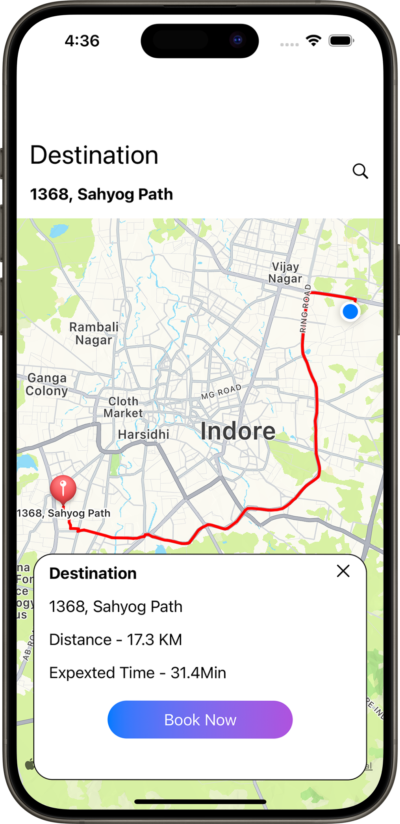 4:36
Destination
1368, Sahyog Path
Vijay
Nagar
RING ROAD
Rambali
Nagar
Ganga
Colony
Cloth
Market
MG ROAD
Harsidhi
Indore
1368, Sahyog Path
Destination
1368, Sahyog Path
Distance - 17.3 KM
Expexted Time - 31.4Min
Book Now